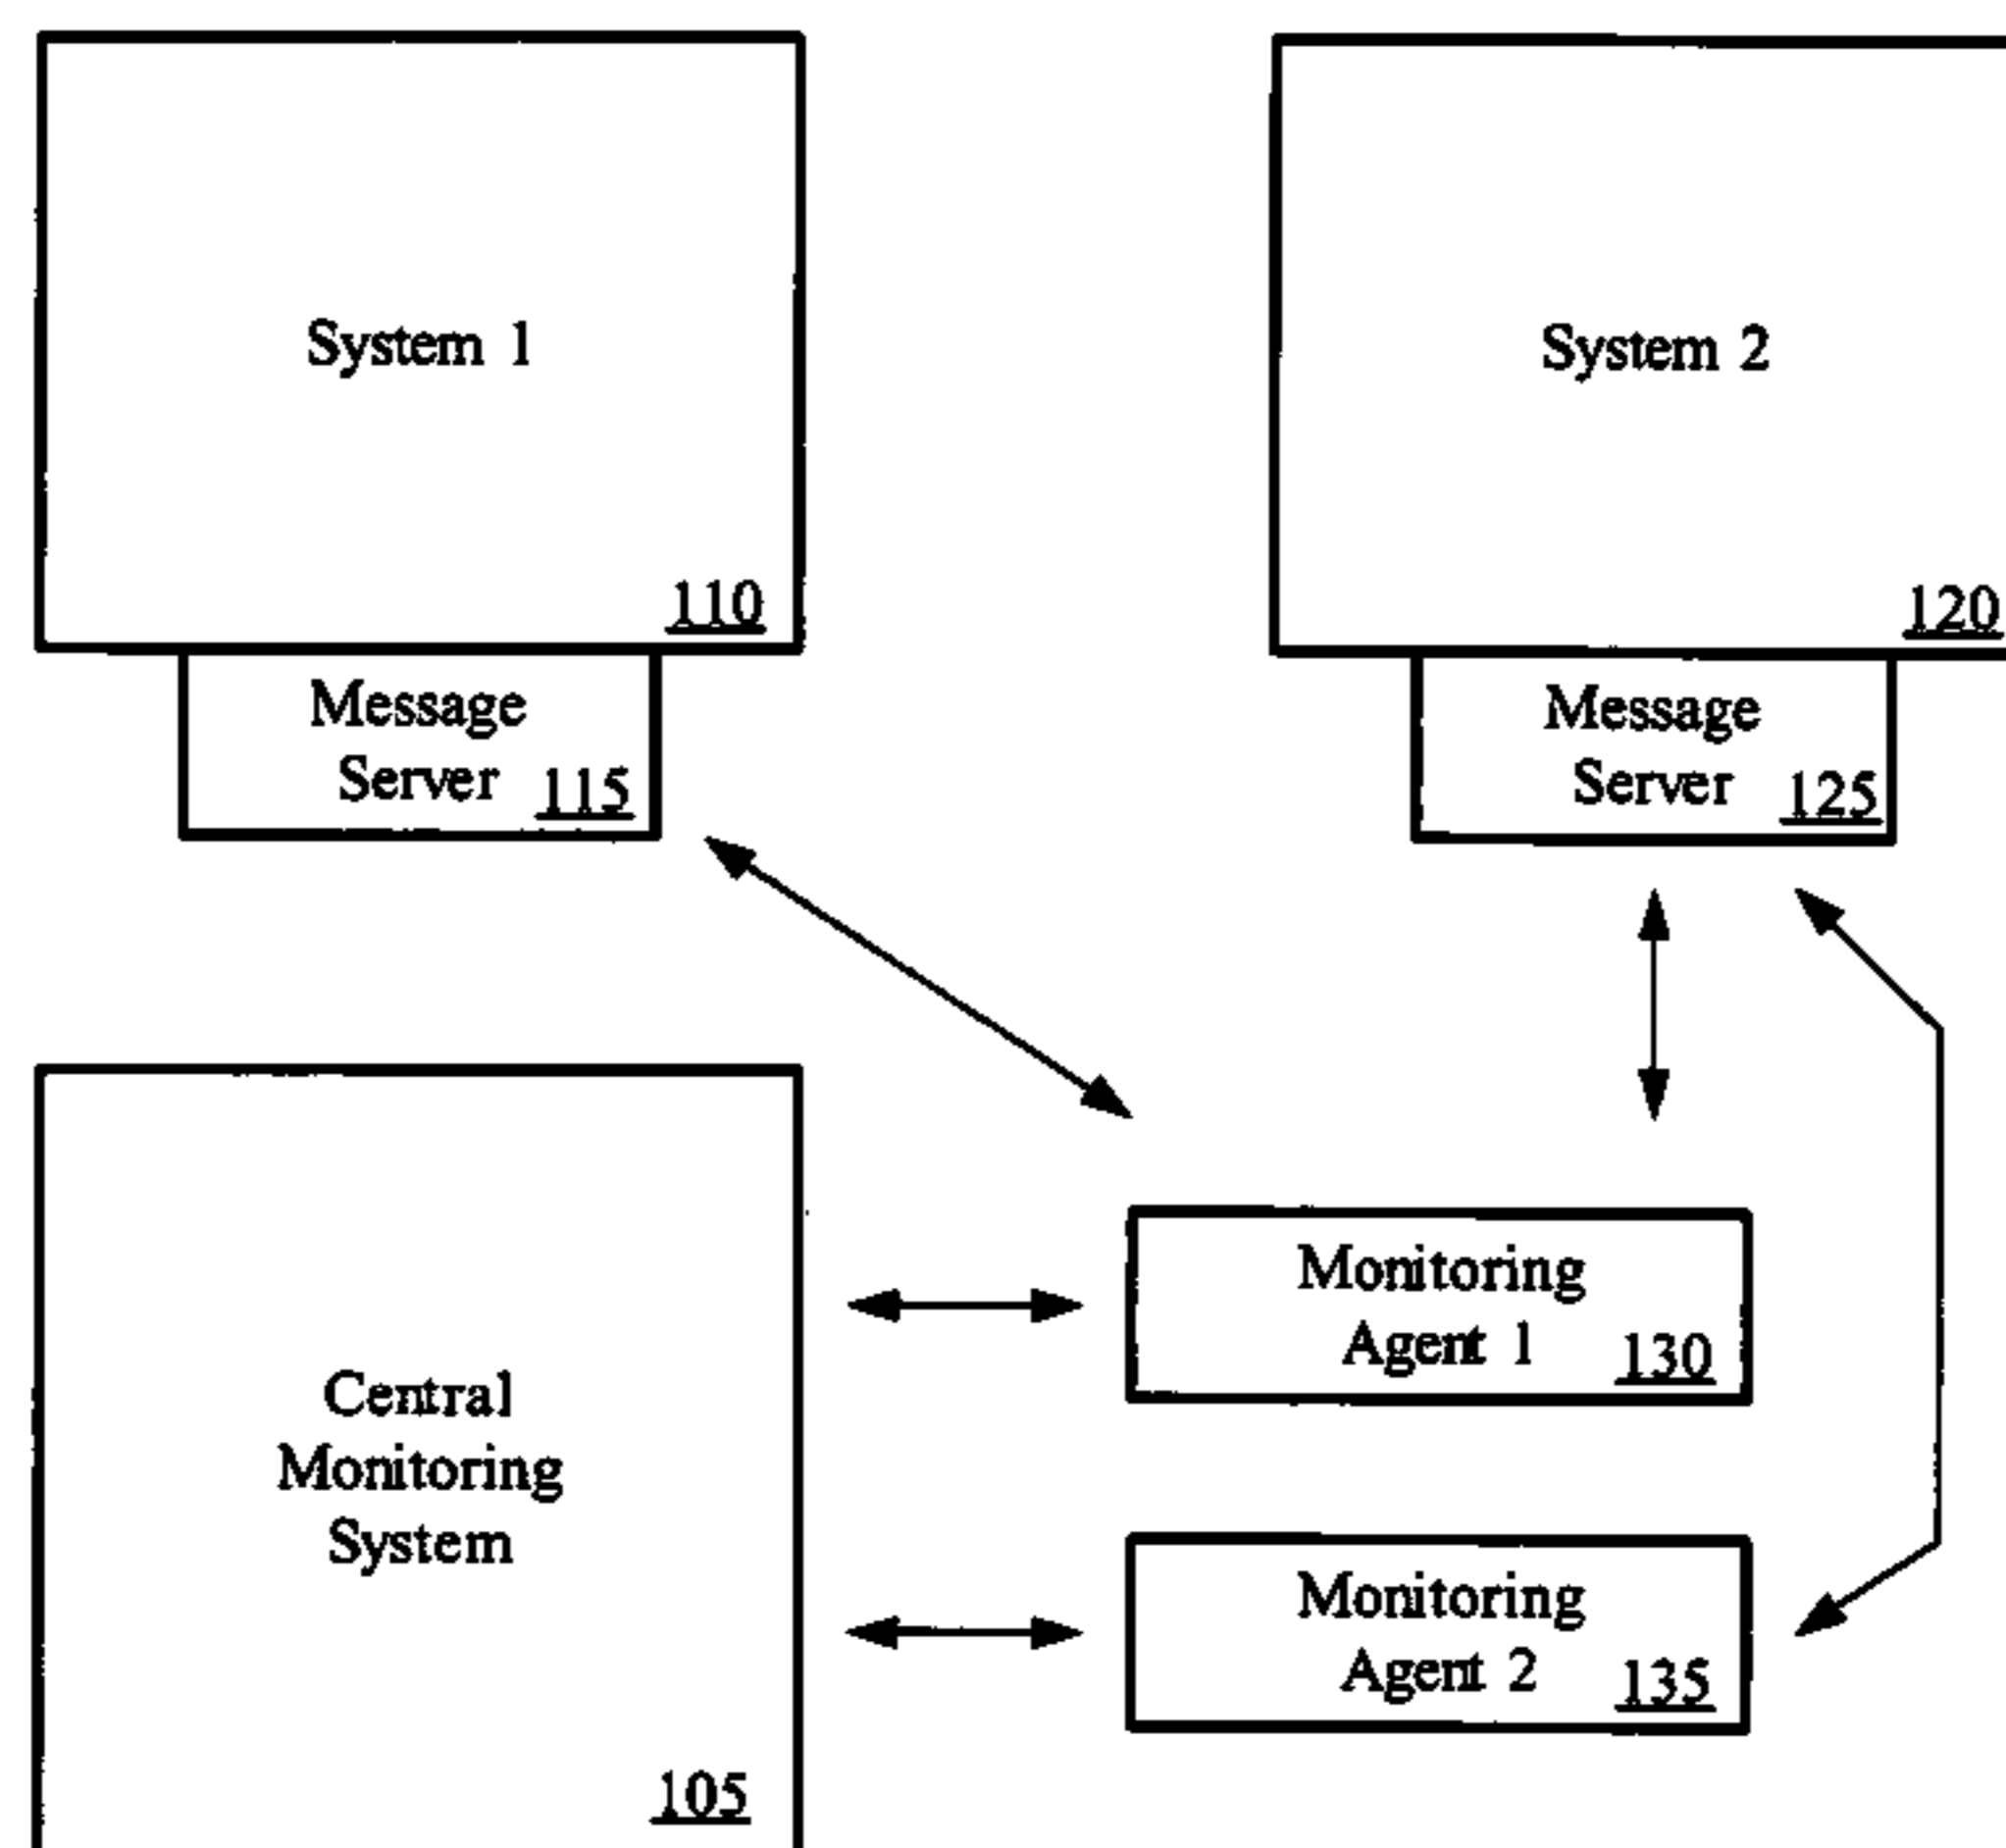 System 1
110
Message
Server 115
System 2
120
Message
Server 125
Central
Monitoring
System
105
Monitoring
Agent 1 130
Monitoring
Agent 2 135